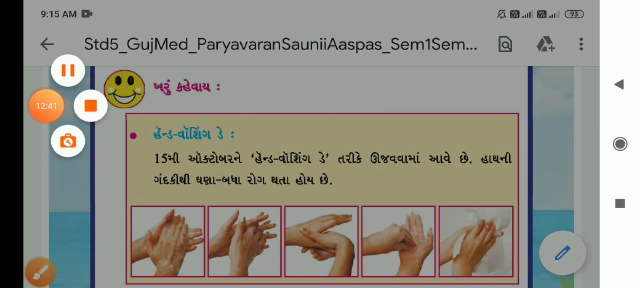 9:15 AM
93
Std5_GujMed_ParyavaranSauniiAaspas_Sem1Sem...
12:41
ખરું કહેવાય :
હૅન્ડ-વૉશિંગ ડે :
15મી ઑક્ટોબરને ‘હૅન્ડ-વૉશિંગ ડે’ તરીકે ઊજવવામાં આવે છે. હાથની
ગંદકીથી ઘણા-બધા રોગ થતા હોય છે.